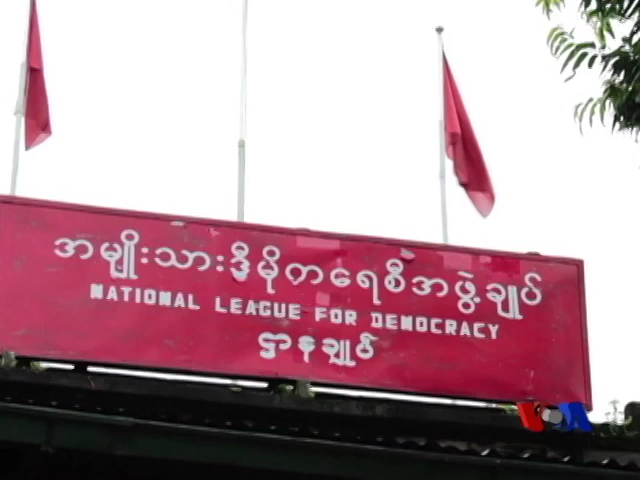 အမျိုးသားဒီမိုကရေစီအဖွဲ့ချုပ်
NATIONAL LEAGUE FOR DEMOCRACY
ဌာနချုပ်
VOA